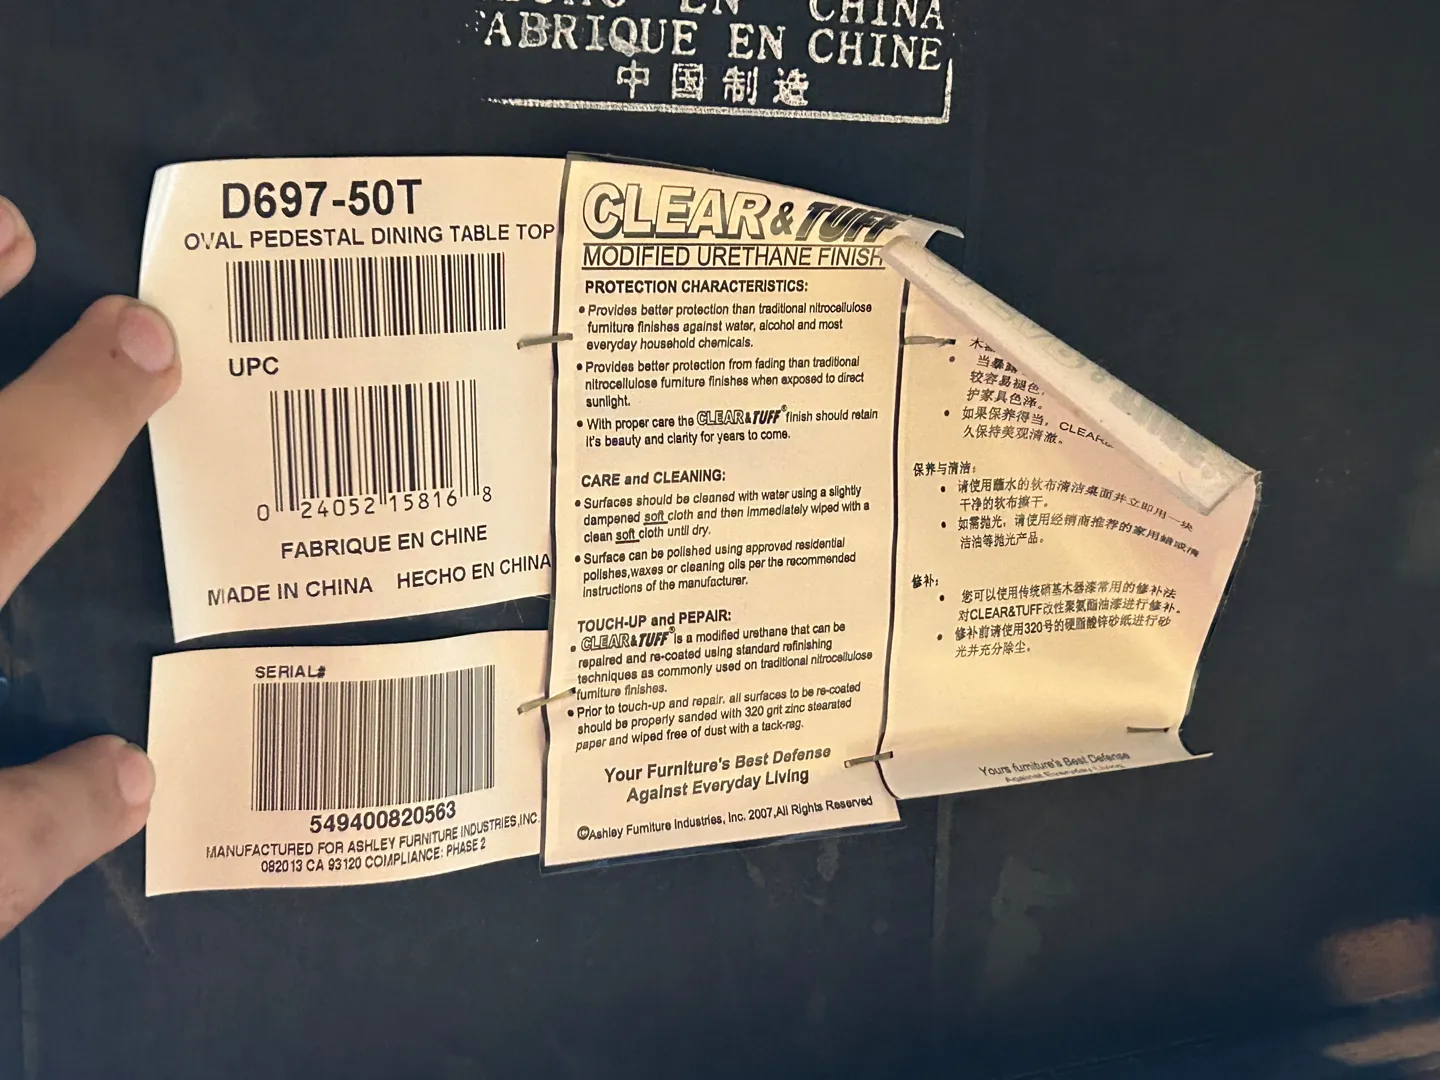 EN CHINA
FABRIQUE EN CHINE
中国制造
D697-50T
OVAL PEDESTAL DINING TABLE TOP
UPC
0 24052 15816 8
FABRIQUE EN CHINE
MADE IN CHINA HECHO EN CHINA
SERIAL#
549400820563
MANUFACTURED FOR ASHLEY FURNITURE INDUSTRIES,INC.
082013 CA 93120 COMPLIANCE: PHASE 2
CLEAR & TUFF
MODIFIED URETHANE FINISH
PROTECTION CHARACTERISTICS:
• Provides better protection than traditional nitrocellulose
furniture finishes against water, alcohol and most
everyday household chemicals.
• Provides better protection from fading than traditional
nitrocellulose furniture finishes when exposed to direct
sunlight.
• With proper care the CLEAR&TUFF® finish should retain
it's beauty and clarity for years to come.
CARE and CLEANING:
• Surfaces should be cleaned with water using a slightly
dampened soft cloth and then immediately wiped with a
clean soft cloth until dry.
• Surface can be polished using approved residential
polishes,waxes or cleaning oils per the recommended
instructions of the manufacturer.
TOUCH-UP and PEPAIR:
• CLEAR&TUFF® is a modified urethane that can be
repaired and re-coated using standard refinishing
techniques as commonly used on traditional nitrocellulose
furniture finishes.
• Prior to touch-up and repair. all surfaces to be re-coated
should be properly sanded with 320 grit zinc stearated
paper and wiped free of dust with a tack-rag.
Your Furniture's Best Defense
Against Everyday Living
©Ashley Furniture Industries, Inc. 2007,All Rights Reserved
木
• 当暴露
较容易褪色,
护家具色泽。
• 如果保养得当, CLEAR&
久保持美观清澈。
保养与清洁:
• 请使用蘸水的软布清洁桌面并立即用一块
干净的软布擦干。
• 如需抛光, 请使用经销商推荐的家用蜡或清
洁油等抛光产品。
修补:
• 您可以使用传统硝基木器漆常用的修补法
对CLEAR&TUFF改性聚氨酯油漆进行修补。
• 修补前请使用320号的硬脂酸锌砂纸进行砂
光并充分除尘。
Yours furniture's Best Defense
Against Everyday Living